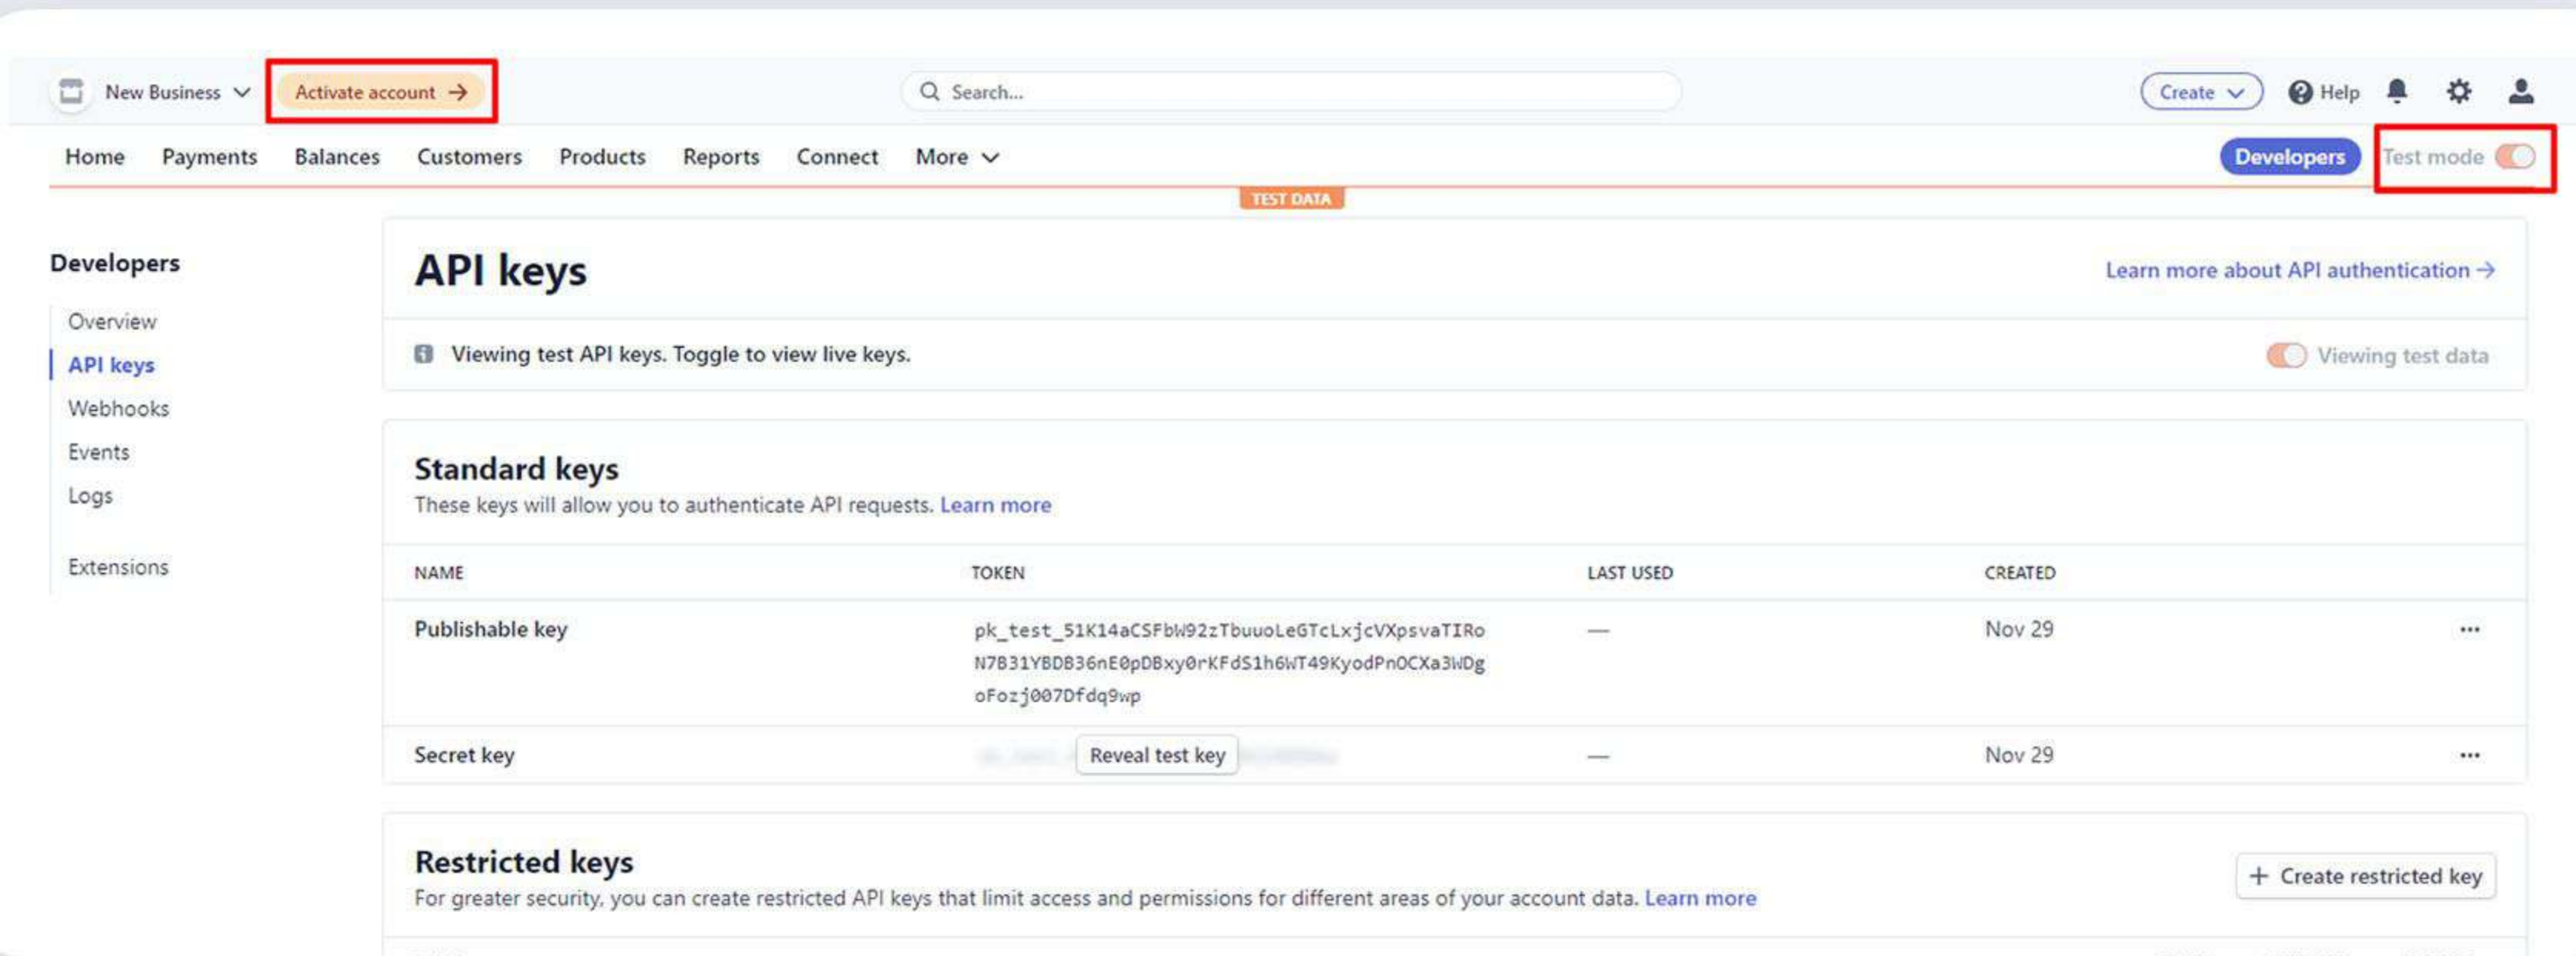 New Business
Activate account →
Search...
Create
Help
Home Payments Balances Customers Products Reports Connect More
Developers
Test mode
TEST DATA
Developers
Overview
API keys
Webhooks
Events
Logs
Extensions
API keys
Learn more about API authentication →
Viewing test API keys. Toggle to view live keys.
Viewing test data
Standard keys
These keys will allow you to authenticate API requests. Learn more
NAME TOKEN LAST USED CREATED
Publishable key
pk_test_51K14aCSFbW92zTbuuoLeGTcLxjcVXpsvaTIRo
N7B31YBDB36nE0pDBxy0rKFdS1h6WT49KyodPnOCXa3WDg
oFozj007Dfdq9wp
— Nov 29 •••
Secret key Reveal test key — Nov 29 •••
Restricted keys
For greater security, you can create restricted API keys that limit access and permissions for different areas of your account data. Learn more
+ Create restricted key